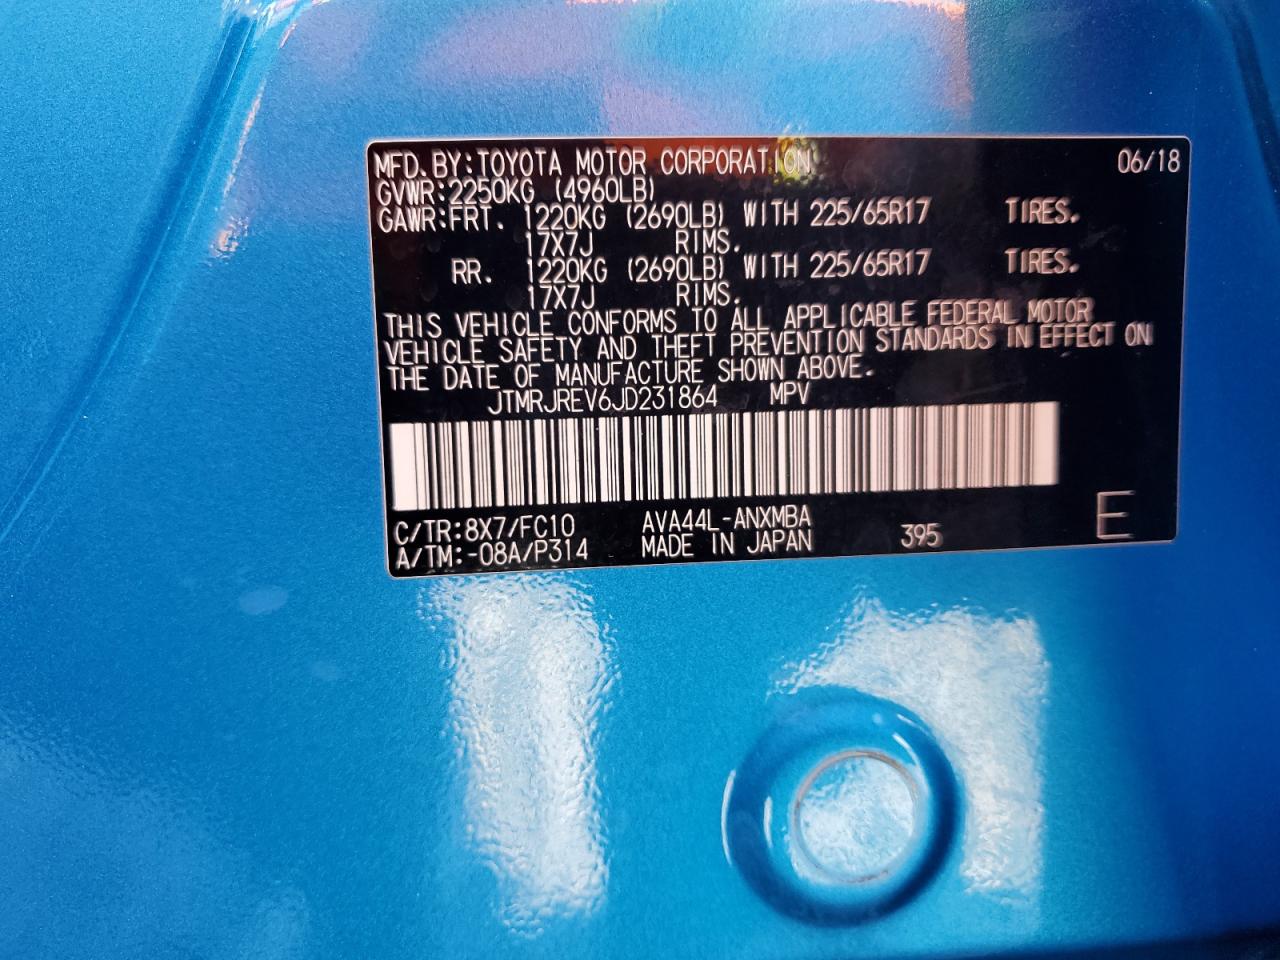 MFD.BY:TOYOTA MOTOR CORPORATION 06/18
GVWR:2250KG (4960LB)
GAWR:FRT. 1220KG (2690LB) WITH 225/65R17 TIRES.
17X7J RIMS.
RR. 1220KG (2690LB) WITH 225/65R17 TIRES.
17X7J RIMS.
THIS VEHICLE CONFORMS TO ALL APPLICABLE FEDERAL MOTOR
VEHICLE SAFETY AND THEFT PREVENTION STANDARDS IN EFFECT ON
THE DATE OF MANUFACTURE SHOWN ABOVE.
JTMRJREV6JD231864 MPV
C/TR:8X7/FC10 AVA44L-ANXMBA 395 E
A/TM:-08A/P314 MADE IN JAPAN